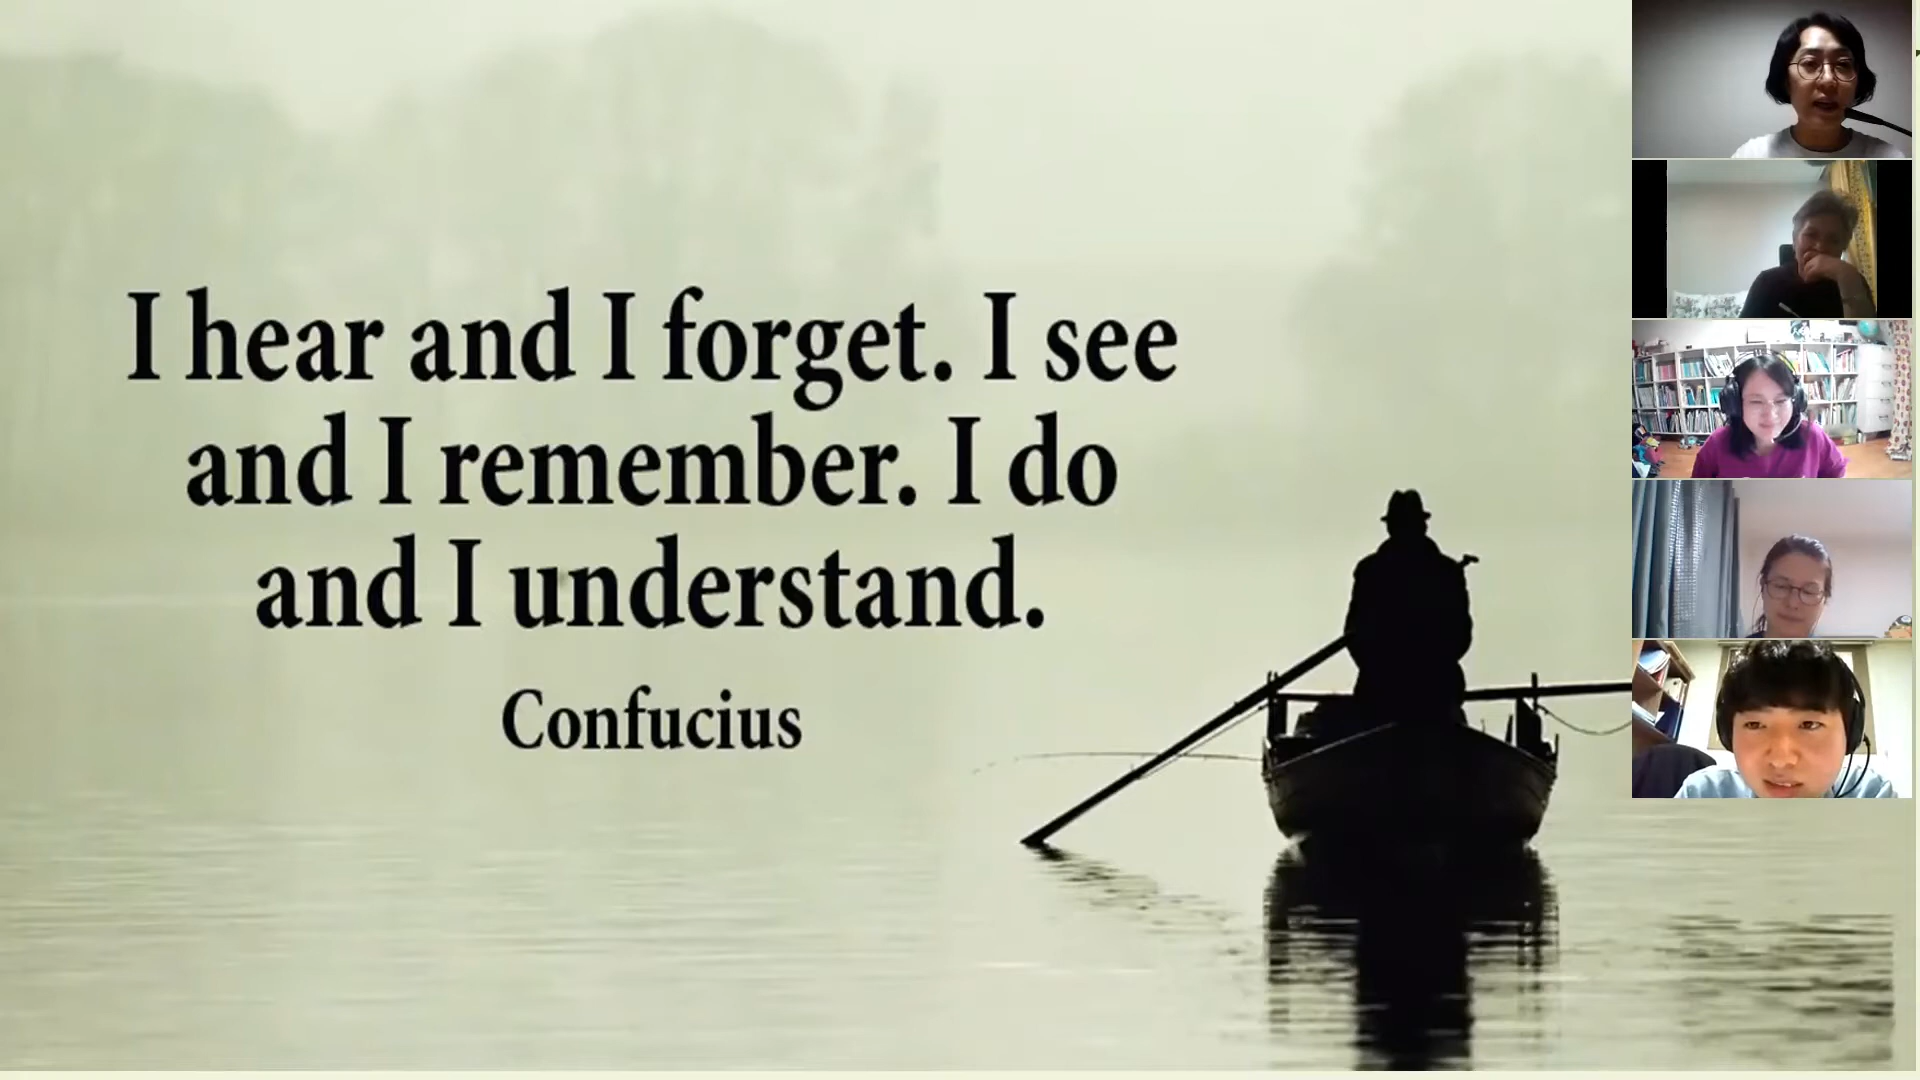 I hear and I forget. I see
and I remember. I do
and I understand.
Confucius